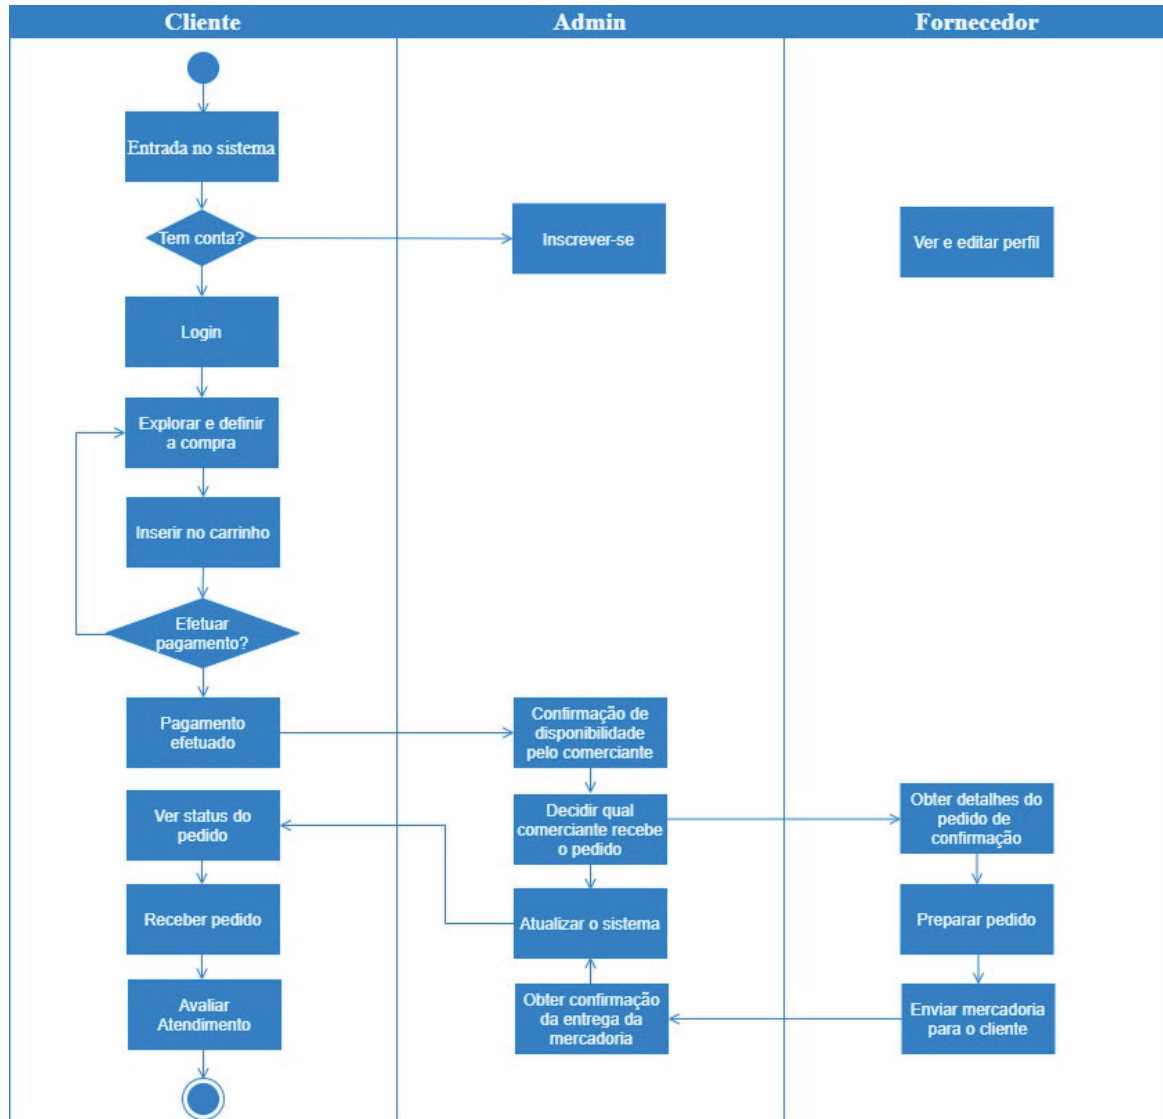 Cliente
Admin
Fornecedor
Entrada no sistema
Tem conta?
Inscrever-se
Ver e editar perfil
Login
Explorar e definir
a compra
Inserir no carrinho
Efetuar
pagamento?
Pagamento
efetuado
Confirmação de
disponibilidade
pelo comerciante
Ver status do
pedido
Decidir qual
comerciante recebe
o pedido
Obter detalhes do
pedido de
confirmação
Receber pedido
Atualizar o sistema
Preparar pedido
Avaliar
Atendimento
Obter confirmação
da entrega da
mercadoria
Enviar mercadoria
para o cliente